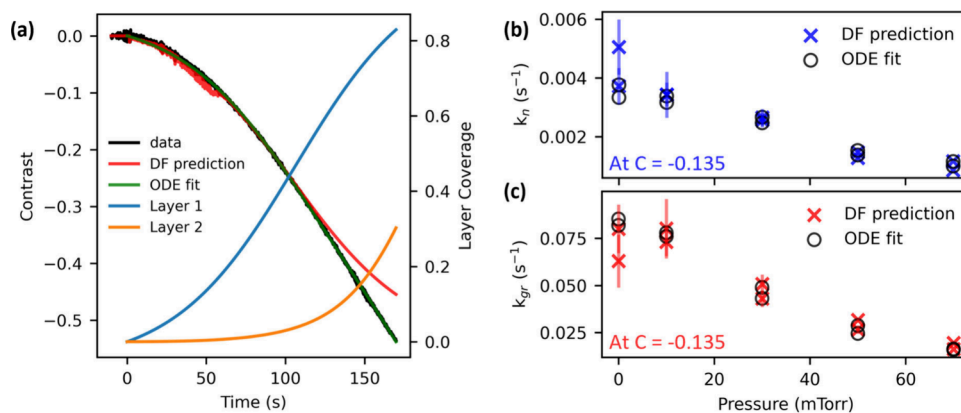 (a)
0.0
−0.1
−0.2
−0.3
−0.4
−0.5
Contrast
data
DF prediction
ODE fit
Layer 1
Layer 2
0.8
0.6
0.4
0.2
0.0
Layer Coverage
0 50 100 150
Time (s)
(b)
0.006
0.004
0.002
kn (s−1)
DF prediction
ODE fit
At C = -0.135
(c)
0.075
0.050
0.025
kgr (s−1)
DF prediction
ODE fit
At C = -0.135
0 20 40 60
Pressure (mTorr)